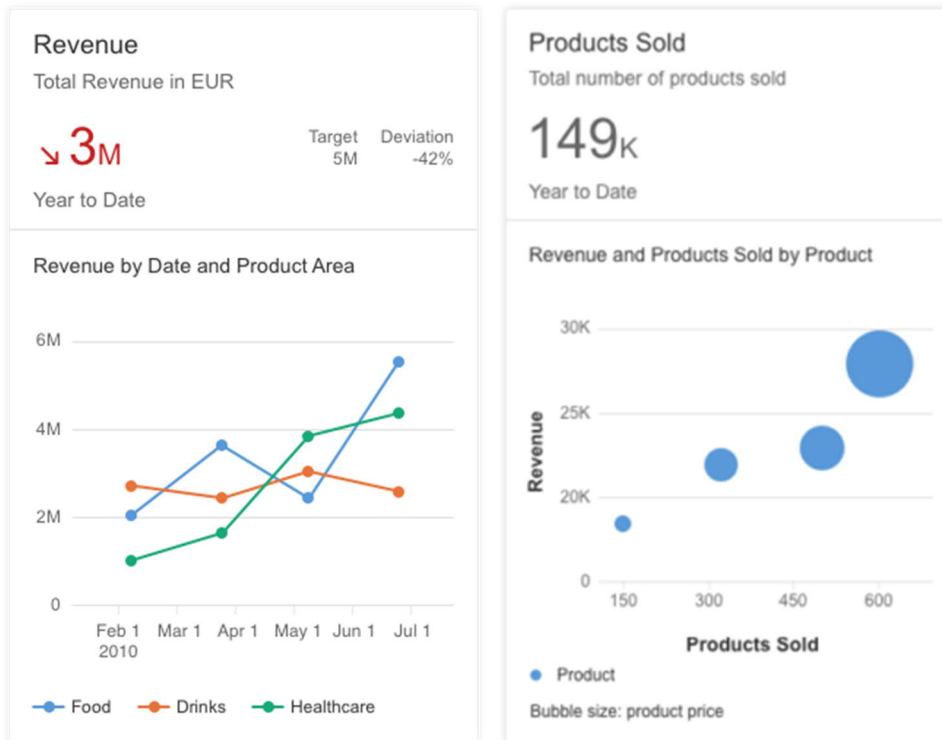 Revenue
Total Revenue in EUR
3M
Target Deviation
5M -42%
Year to Date
Revenue by Date and Product Area
6M
4M
2M
0
Feb 1 Mar 1 Apr 1 May 1 Jun 1 Jul 1
2010
Food Drinks Healthcare
Products Sold
Total number of products sold
149K
Year to Date
Revenue and Products Sold by Product
30K
25K
20K
0
Revenue
150 300 450 600
Products Sold
Product
Bubble size: product price